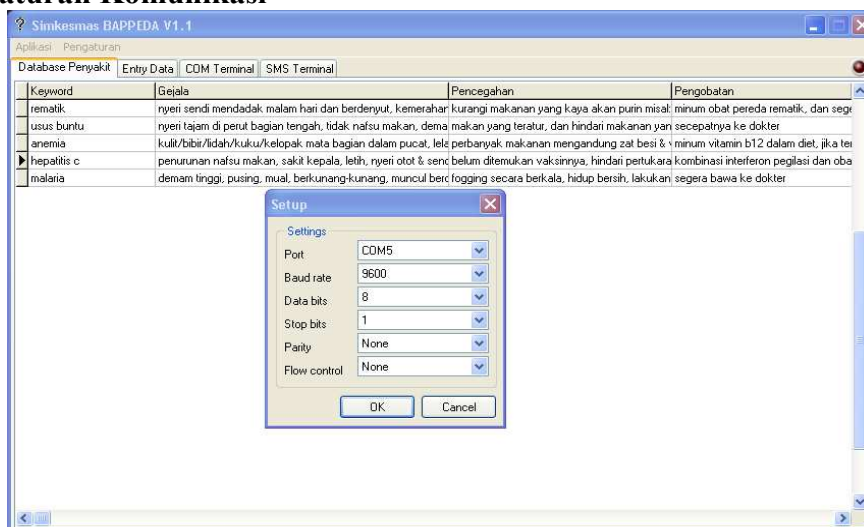 aturan Komunikasi
Simkesmas BAPPEDA V1.1
Aplikasi Pengaturan
Database Penyakit Entry Data COM Terminal SMS Terminal
Keyword Gejala Pencegahan Pengobatan
rematik nyeri sendi mendadak malam hari dan berdenyut, kemerahan kurangi makanan yang kaya akan purin misal: minum obat pereda rematik, dan sege
usus buntu nyeri tajam di perut bagian tengah, tidak nafsu makan, dema makan yang teratur, dan hindari makanan yan secepatnya ke dokter
anemia kulit/bibir/lidah/kuku/kelopak mata bagian dalam pucat, lela perbanyak makanan mengandung zat besi & minum vitamin b12 dalam diet, jika ter
hepatitis c penurunan nafsu makan, sakit kepala, letih, nyeri otot & send belum ditemukan vaksinnya, hindari pertukara kombinasi interferon pegilasi dan oba
malaria demam tinggi, pusing, mual, berkunang-kunang, muncul berc fogging secara berkala, hidup bersih, lakukan segera bawa ke dokter
Setup
Settings
Port COM5
Baud rate 9600
Data bits 8
Stop bits 1
Parity None
Flow control None
OK Cancel